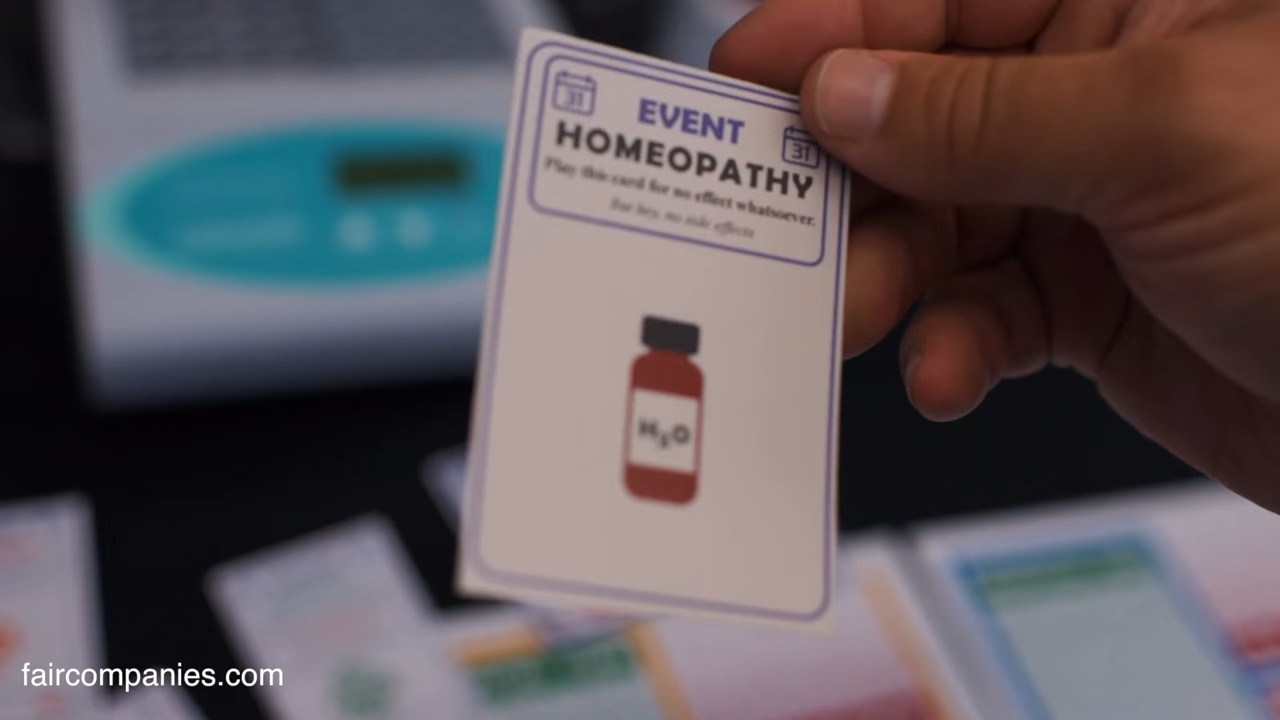 31
EVENT
31
HOMEOPATHY
Play this card for no effect whatsoever.
But hey, no side effects
H2O
faircompanies.com